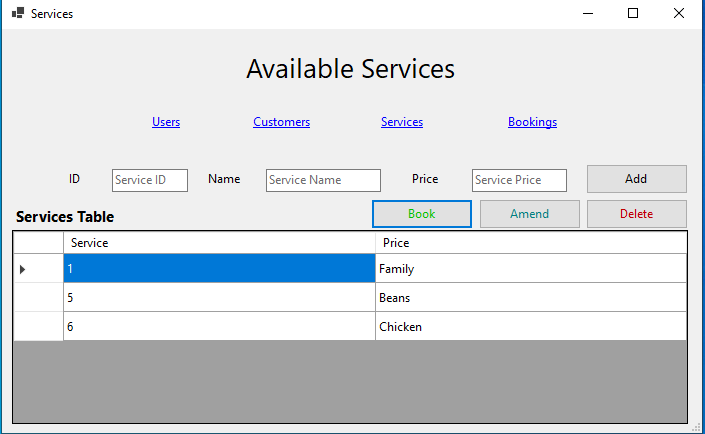 Services
Available Services
Users Customers Services Bookings
ID Service ID Name Service Name Price Service Price Add
Services Table Book Amend Delete
Service Price
1 Family
5 Beans
6 Chicken